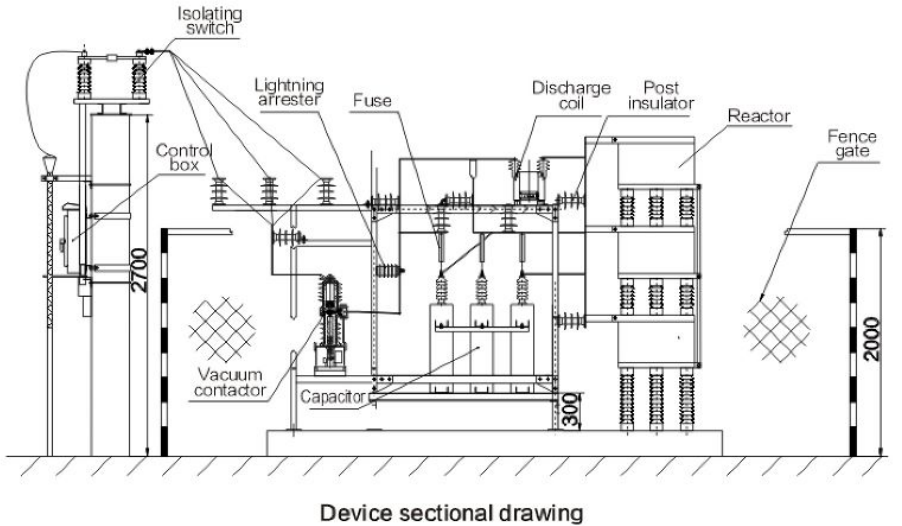 Isolating
switch
Lightning
arrester
Fuse
Discharge
coil
Post
insulator
Reactor
Fence
gate
Control
box
2700
Vacuum
contactor
Capacitor
300
2000
Device sectional drawing